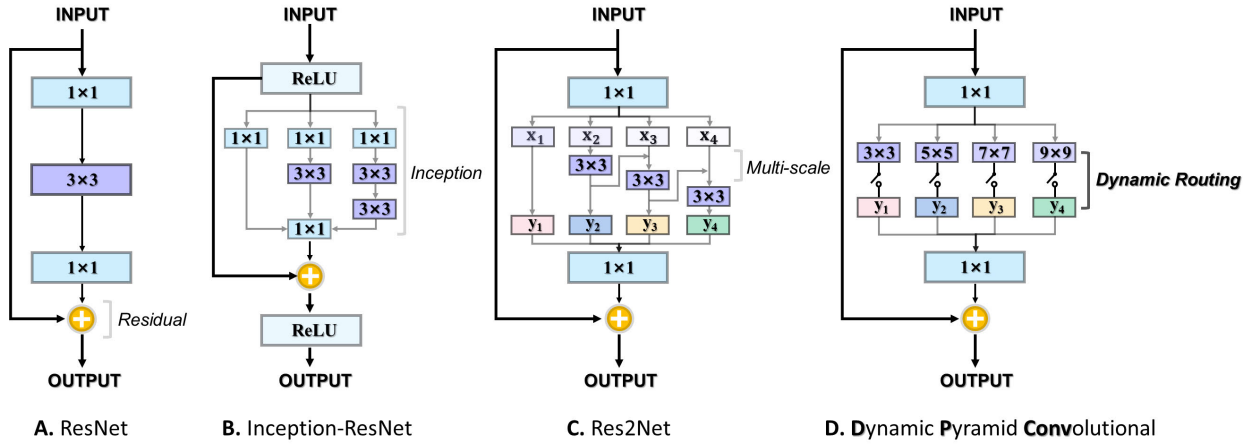 INPUT
1×1
3×3
1×1
Residual
OUTPUT
A. ResNet
INPUT
ReLU
1×1 1×1 1×1
3×3 3×3
3×3
1×1
Inception
ReLU
OUTPUT
B. Inception-ResNet
INPUT
1×1
x1 x2 x3 x4
3×3
3×3
3×3
Multi-scale
y1 y2 y3 y4
1×1
OUTPUT
C. Res2Net
INPUT
1×1
3×3 5×5 7×7 9×9
Dynamic Routing
y1 y2 y3 y4
1×1
OUTPUT
D. Dynamic Pyramid Convolutional